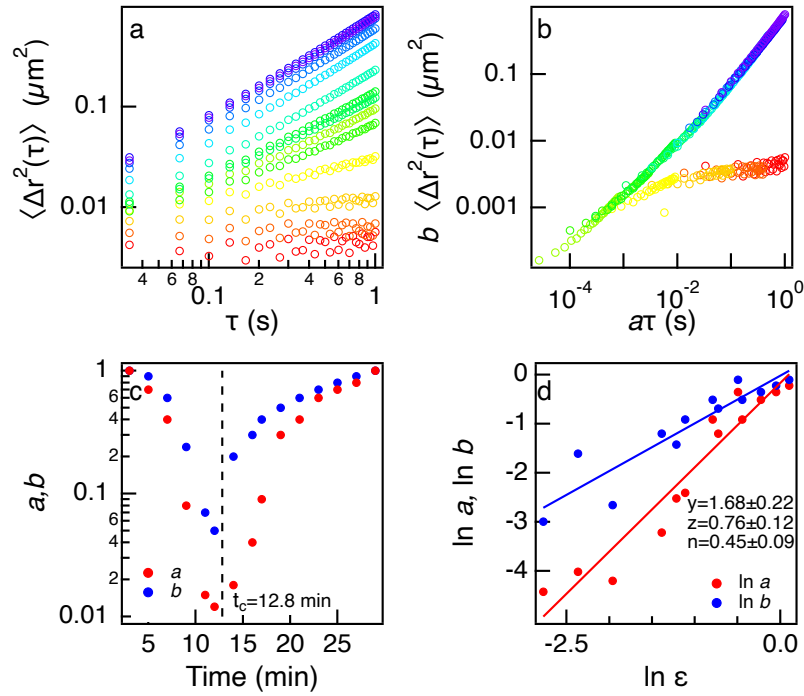 a
⟨Δr²(τ)⟩ (μm²)
0.1
0.01
4 6 8 2 4 6 8
0.1 1
τ (s)
b
b ⟨Δr²(τ)⟩ (μm²)
0.1
0.01
0.001
10⁻⁴ 10⁻² 10⁰
aτ (s)
c
a,b
1
8
6
4
2
0.1
8
6
4
2
0.01
5 10 15 20 25
Time (min)
a
b
t_c=12.8 min
d
ln a, ln b
0
-1
-2
-3
-4
-2.5 0.0
ln ε
y=1.68±0.22
z=0.76±0.12
n=0.45±0.09
ln a
ln b